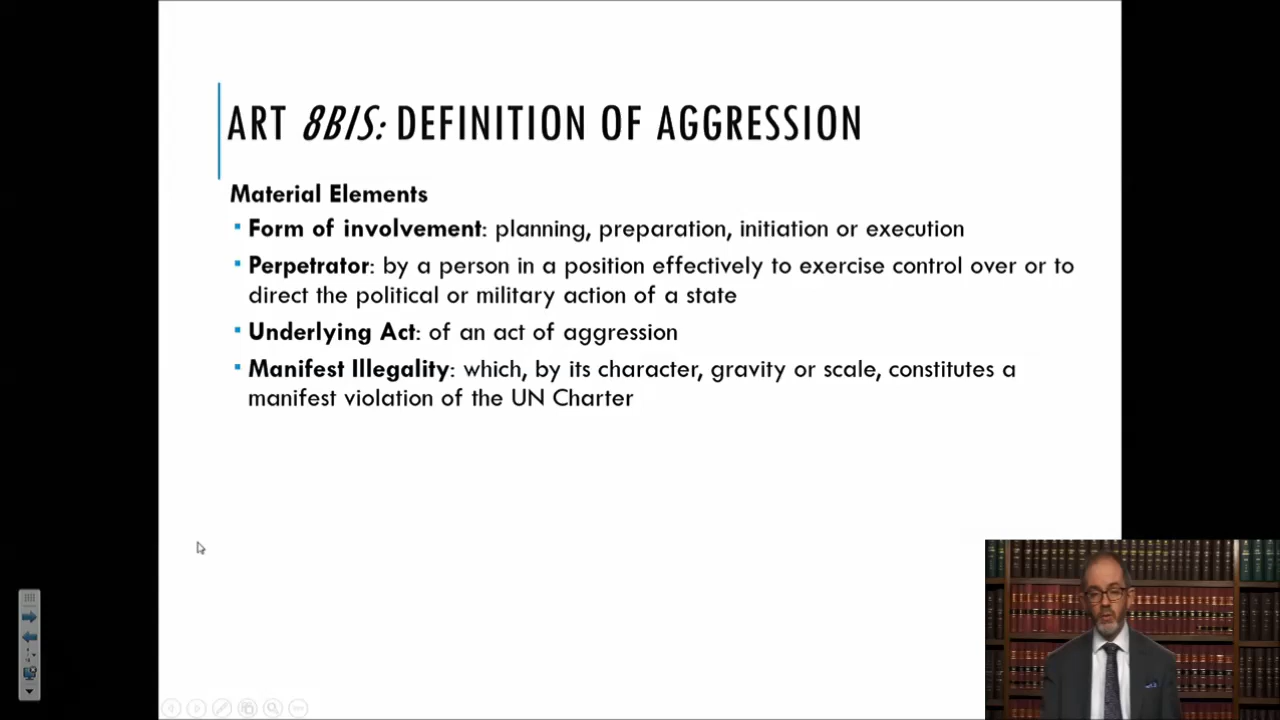 ART 8BIS: DEFINITION OF AGGRESSION
Material Elements
▪ Form of involvement: planning, preparation, initiation or execution
▪ Perpetrator: by a person in a position effectively to exercise control over or to
direct the political or military action of a state
▪ Underlying Act: of an act of aggression
▪ Manifest Illegality: which, by its character, gravity or scale, constitutes a
manifest violation of the UN Charter